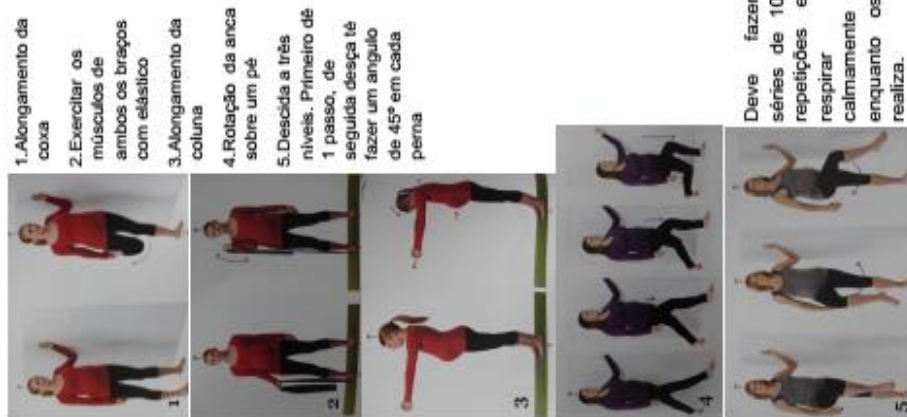 1.Alongamento da
coxa
2.Exercitar os
músculos de
ambos os braços
com elástico
3.Alongamento da
coluna
4.Rotação da anca
sobre um pé
5.Descida a três
níveis. Primeiro dê
1 passo, de
seguida desça té
fazer um angulo
de 45º em cada
perna
1
2
3
4
5
Deve fazer
séries de 10
repetições e
respirar
calmamente
enquanto os
realiza.